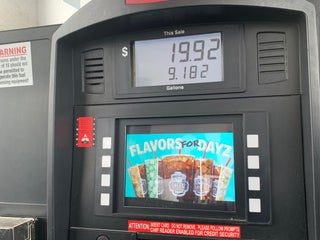 This Sale
$ 19.92
9.182
Gallons
WARNING
FLAVORS FOR DAYZ
ATTENTION INSERT CARD. DO NOT REMOVE. PLEASE FOLLOW PROMPTS
CHIP READER ENABLED FOR CREDIT SECURITY